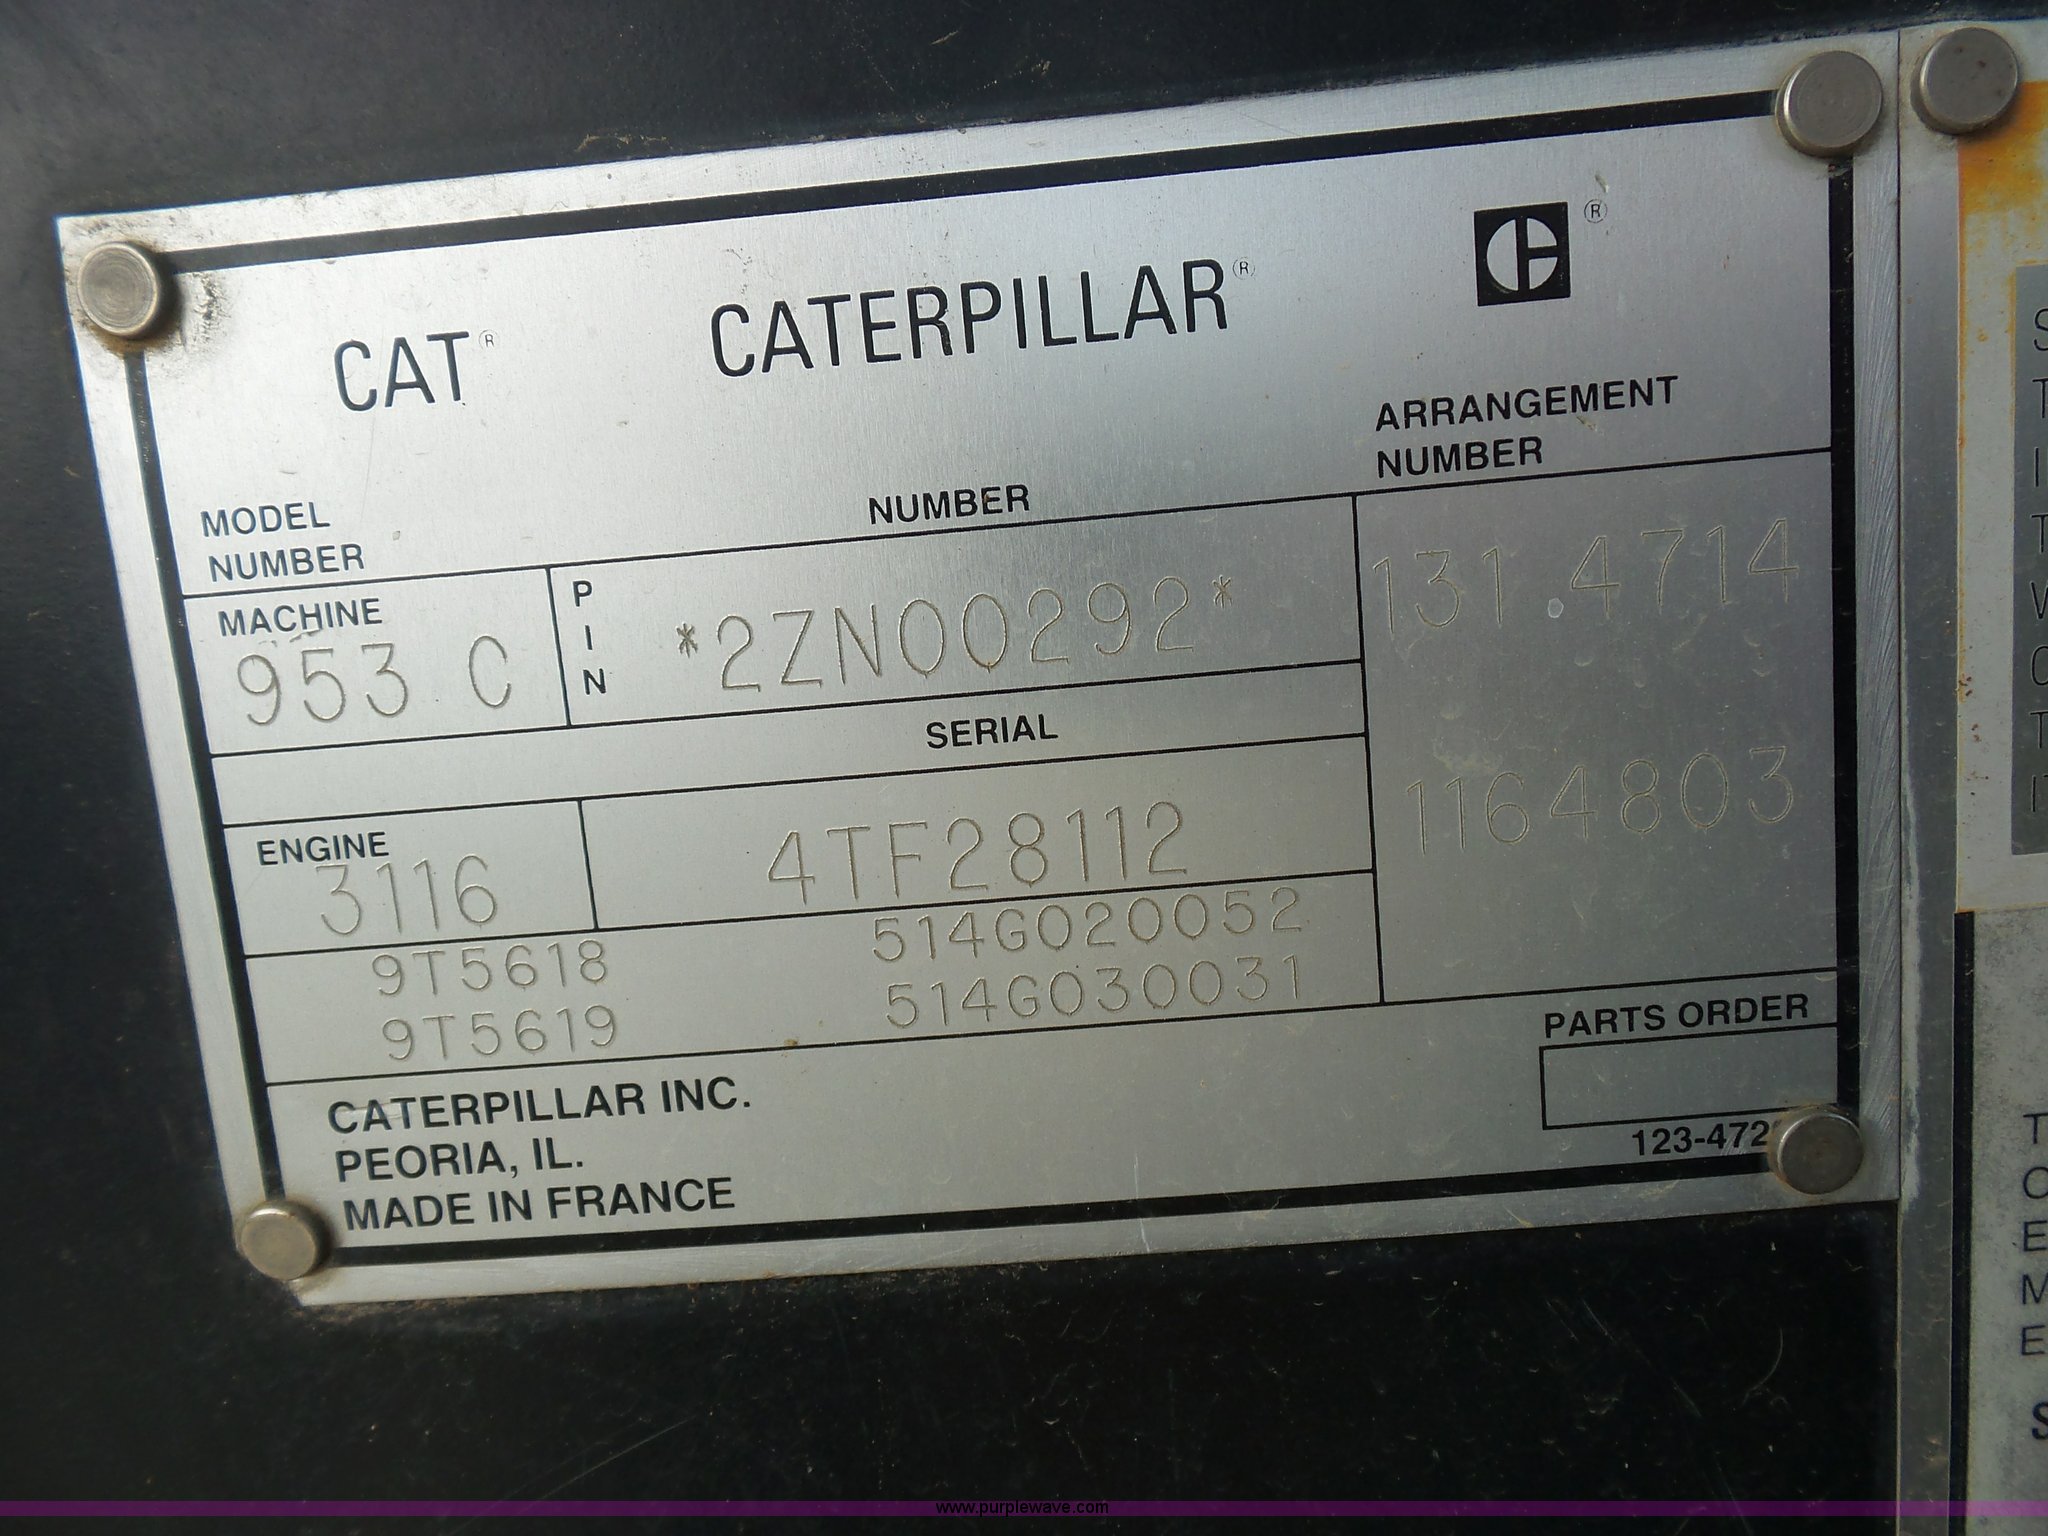 CAT® CATERPILLAR® ®
MODEL NUMBER
NUMBER
ARRANGEMENT NUMBER
MACHINE
953 C
PIN
*2ZN00292*
131.4714
SERIAL
ENGINE
3116
4TF28112
1164803
9T5618 514G020052
9T5619 514G030031
PARTS ORDER
CATERPILLAR INC.
PEORIA, IL.
MADE IN FRANCE
www.purplewave.com